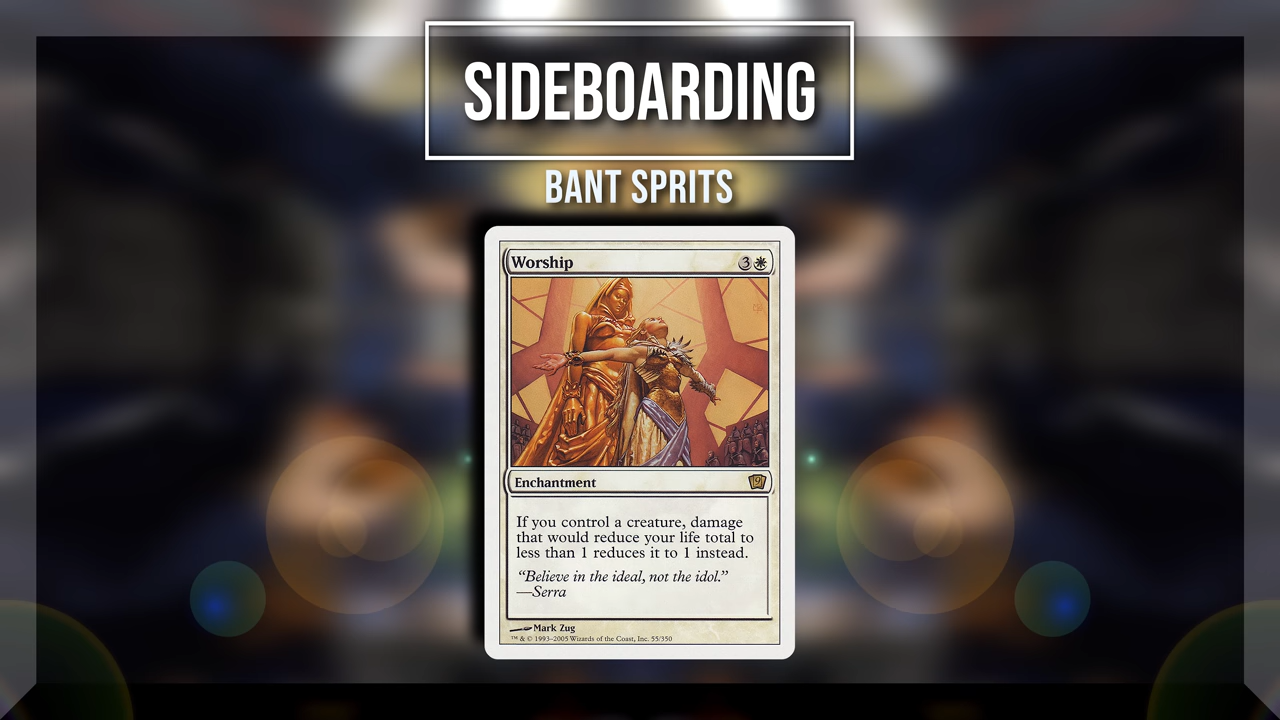 SIDEBOARDING
BANT SPRITS
Worship 3
Enchantment 9
If you control a creature, damage
that would reduce your life total to
less than 1 reduces it to 1 instead.
“Believe in the ideal, not the idol.”
—Serra
Mark Zug
™ & © 1993–2005 Wizards of the Coast, Inc. 55/350